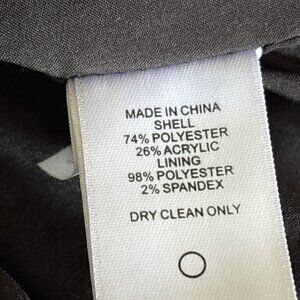 MADE IN CHINA
SHELL
74% POLYESTER
26% ACRYLIC
LINING
98% POLYESTER
2% SPANDEX
DRY CLEAN ONLY